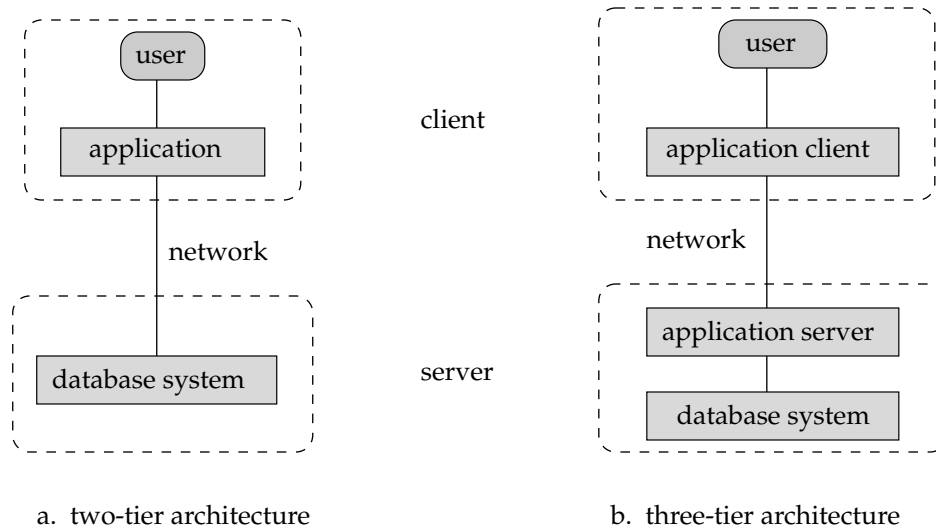 user
application
network
database system
a. two-tier architecture
client
server
user
application client
network
application server
database system
b. three-tier architecture